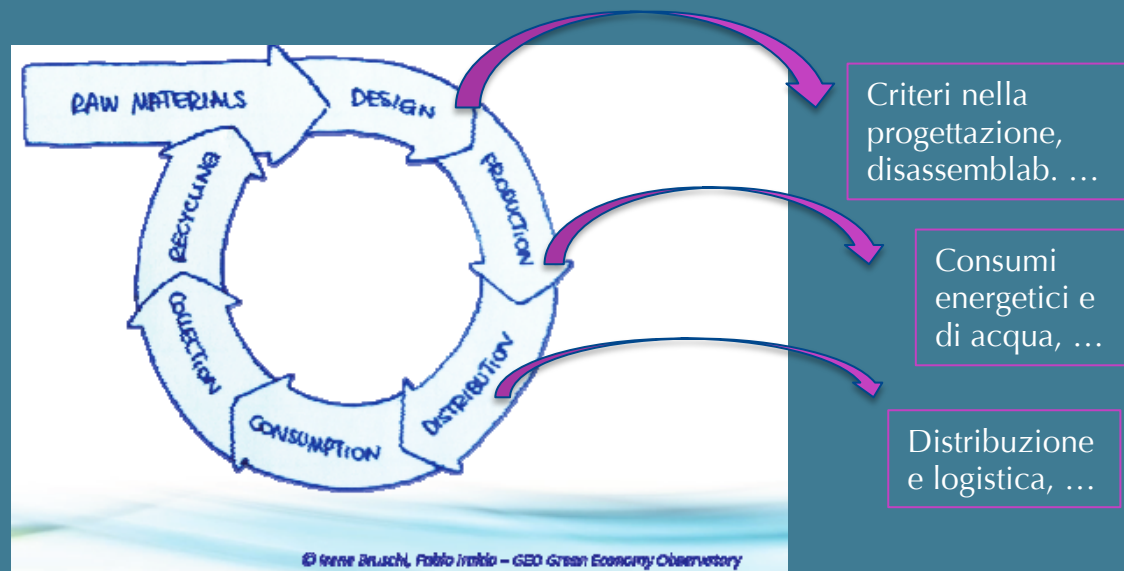 RAW MATERIALS
DESIGN
PRODUCTION
DISTRIBUTION
CONSUMPTION
COLLECTION
RECYCLING
Criteri nella
progettazione,
disassemblab. …
Consumi
energetici e
di acqua, …
Distribuzione
e logistica, …
© Irene Bruschi, Fabio Iraldo – GEO Green Economy Observatory